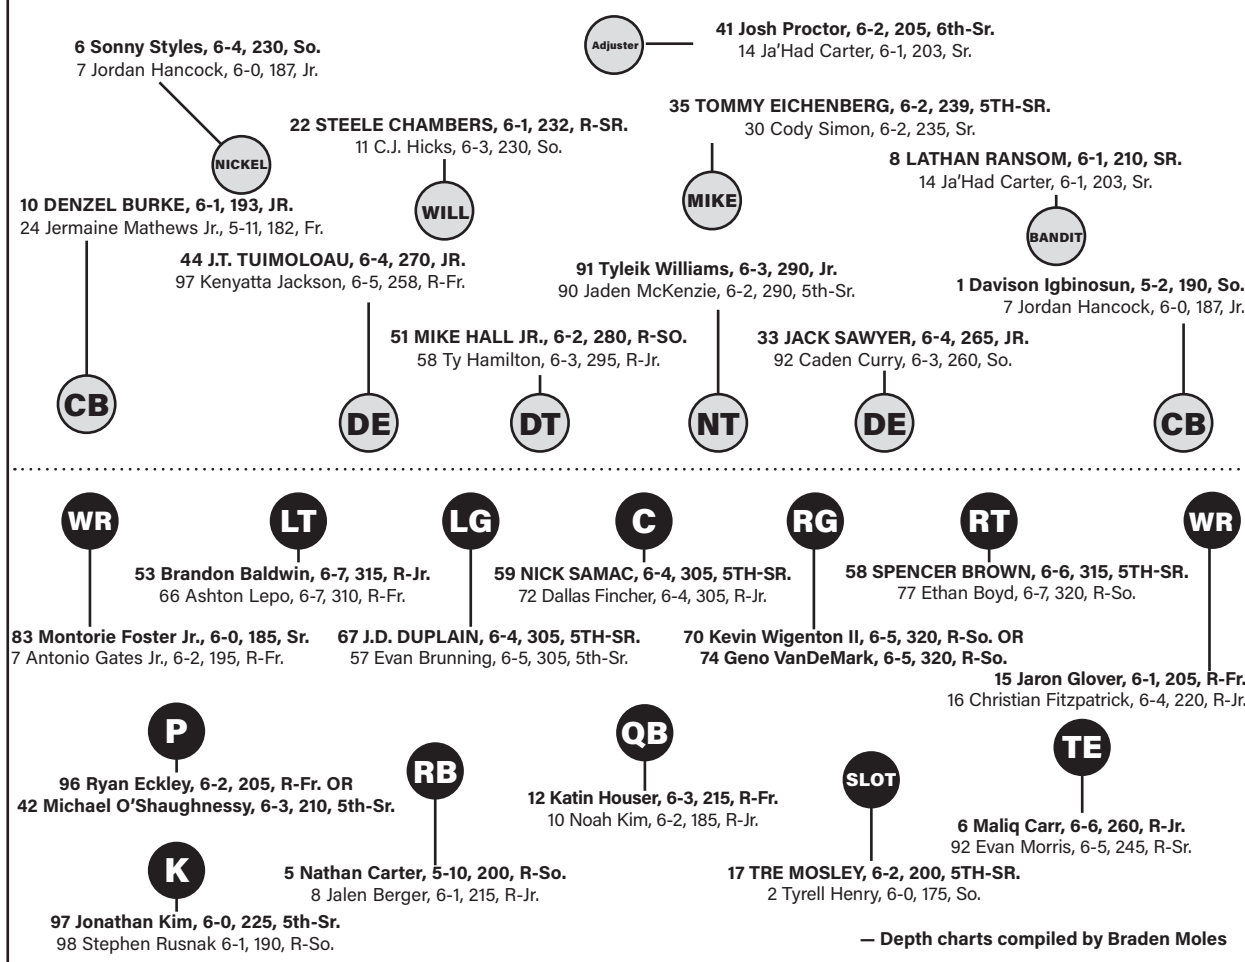 41 Josh Proctor, 6-2, 205, 6th-Sr.
14 Ja'Had Carter, 6-1, 203, Sr.
Adjuster
6 Sonny Styles, 6-4, 230, So.
7 Jordan Hancock, 6-0, 187, Jr.
NICKEL
35 TOMMY EICHENBERG, 6-2, 239, 5TH-SR.
30 Cody Simon, 6-2, 235, Sr.
MIKE
22 STEELE CHAMBERS, 6-1, 232, R-SR.
11 C.J. Hicks, 6-3, 230, So.
WILL
8 LATHAN RANSOM, 6-1, 210, SR.
14 Ja'Had Carter, 6-1, 203, Sr.
BANDIT
10 DENZEL BURKE, 6-1, 193, JR.
24 Jermaine Mathews Jr., 5-11, 182, Fr.
CB
44 J.T. TUIMOLOAU, 6-4, 270, JR.
97 Kenyatta Jackson, 6-5, 258, R-Fr.
DE
51 MIKE HALL JR., 6-2, 280, R-SO.
58 Ty Hamilton, 6-3, 295, R-Jr.
DT
91 Tyleik Williams, 6-3, 290, Jr.
90 Jaden McKenzie, 6-2, 290, 5th-Sr.
NT
33 JACK SAWYER, 6-4, 265, JR.
92 Caden Curry, 6-3, 260, So.
DE
1 Davison Igbinosun, 5-2, 190, So.
7 Jordan Hancock, 6-0, 187, Jr.
CB
WR
83 Montorie Foster Jr., 6-0, 185, Sr.
7 Antonio Gates Jr., 6-2, 195, R-Fr.
LT
53 Brandon Baldwin, 6-7, 315, R-Jr.
66 Ashton Lepo, 6-7, 310, R-Fr.
LG
67 J.D. DUPLAIN, 6-4, 305, 5TH-SR.
57 Evan Brunning, 6-5, 305, 5th-Sr.
C
59 NICK SAMAC, 6-4, 305, 5TH-SR.
72 Dallas Fincher, 6-4, 305, R-Jr.
RG
70 Kevin Wigenton II, 6-5, 320, R-So. OR
74 Geno VanDeMark, 6-5, 320, R-So.
RT
58 SPENCER BROWN, 6-6, 315, 5TH-SR.
77 Ethan Boyd, 6-7, 320, R-So.
WR
15 Jaron Glover, 6-1, 205, R-Fr.
16 Christian Fitzpatrick, 6-4, 220, R-Jr.
P
96 Ryan Eckley, 6-2, 205, R-Fr. OR
42 Michael O'Shaughnessy, 6-3, 210, 5th-Sr.
RB
5 Nathan Carter, 5-10, 200, R-So.
8 Jalen Berger, 6-1, 215, R-Jr.
QB
12 Katin Houser, 6-3, 215, R-Fr.
10 Noah Kim, 6-2, 185, R-Jr.
SLOT
17 TRE MOSLEY, 6-2, 200, 5TH-SR.
2 Tyrell Henry, 6-0, 175, So.
TE
6 Maliq Carr, 6-6, 260, R-Jr.
92 Evan Morris, 6-5, 245, R-Sr.
K
97 Jonathan Kim, 6-0, 225, 5th-Sr.
98 Stephen Rusnak 6-1, 190, R-So.
— Depth charts compiled by Braden Moles